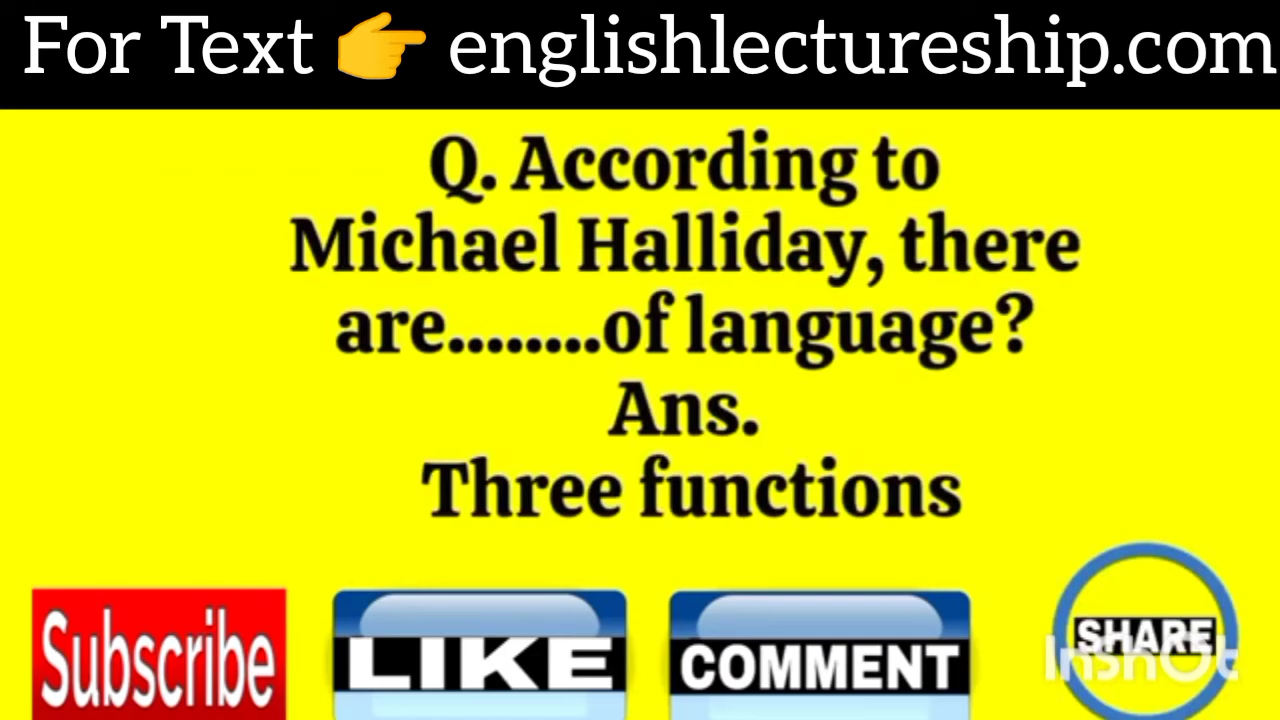 For Text 👉 englishlectureship.com
Q. According to
Michael Halliday, there
are........of language?
Ans.
Three functions
Subscribe
LIKE
COMMENT
SHARE
InShOt